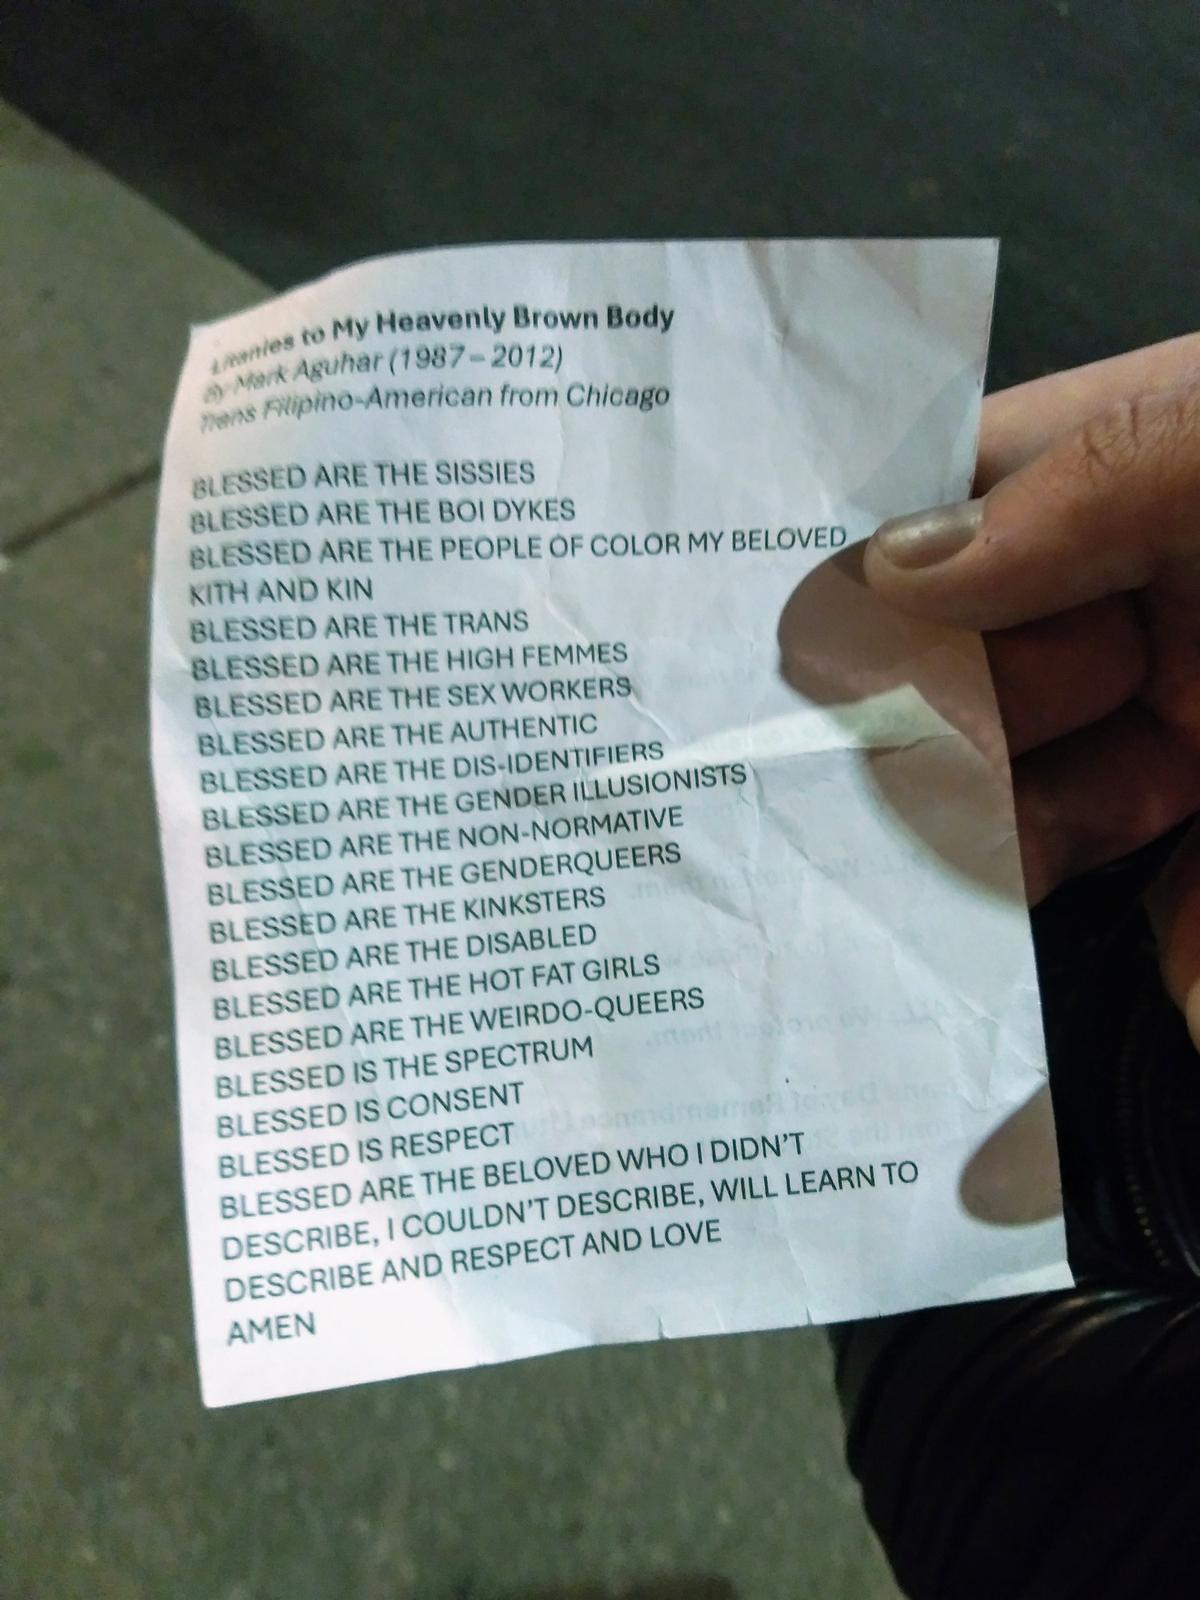 Litanies to My Heavenly Brown Body
By Mark Aguhar (1987 – 2012)
Trans Filipino-American from Chicago
BLESSED ARE THE SISSIES
BLESSED ARE THE BOI DYKES
BLESSED ARE THE PEOPLE OF COLOR MY BELOVED
KITH AND KIN
BLESSED ARE THE TRANS
BLESSED ARE THE HIGH FEMMES
BLESSED ARE THE SEX WORKERS
BLESSED ARE THE AUTHENTIC
BLESSED ARE THE DIS-IDENTIFIERS
BLESSED ARE THE GENDER ILLUSIONISTS
BLESSED ARE THE NON-NORMATIVE
BLESSED ARE THE GENDERQUEERS
BLESSED ARE THE KINKSTERS
BLESSED ARE THE DISABLED
BLESSED ARE THE HOT FAT GIRLS
BLESSED ARE THE WEIRDO-QUEERS
BLESSED IS THE SPECTRUM
BLESSED IS CONSENT
BLESSED IS RESPECT
BLESSED ARE THE BELOVED WHO I DIDN'T
DESCRIBE, I COULDN'T DESCRIBE, WILL LEARN TO
DESCRIBE AND RESPECT AND LOVE
AMEN